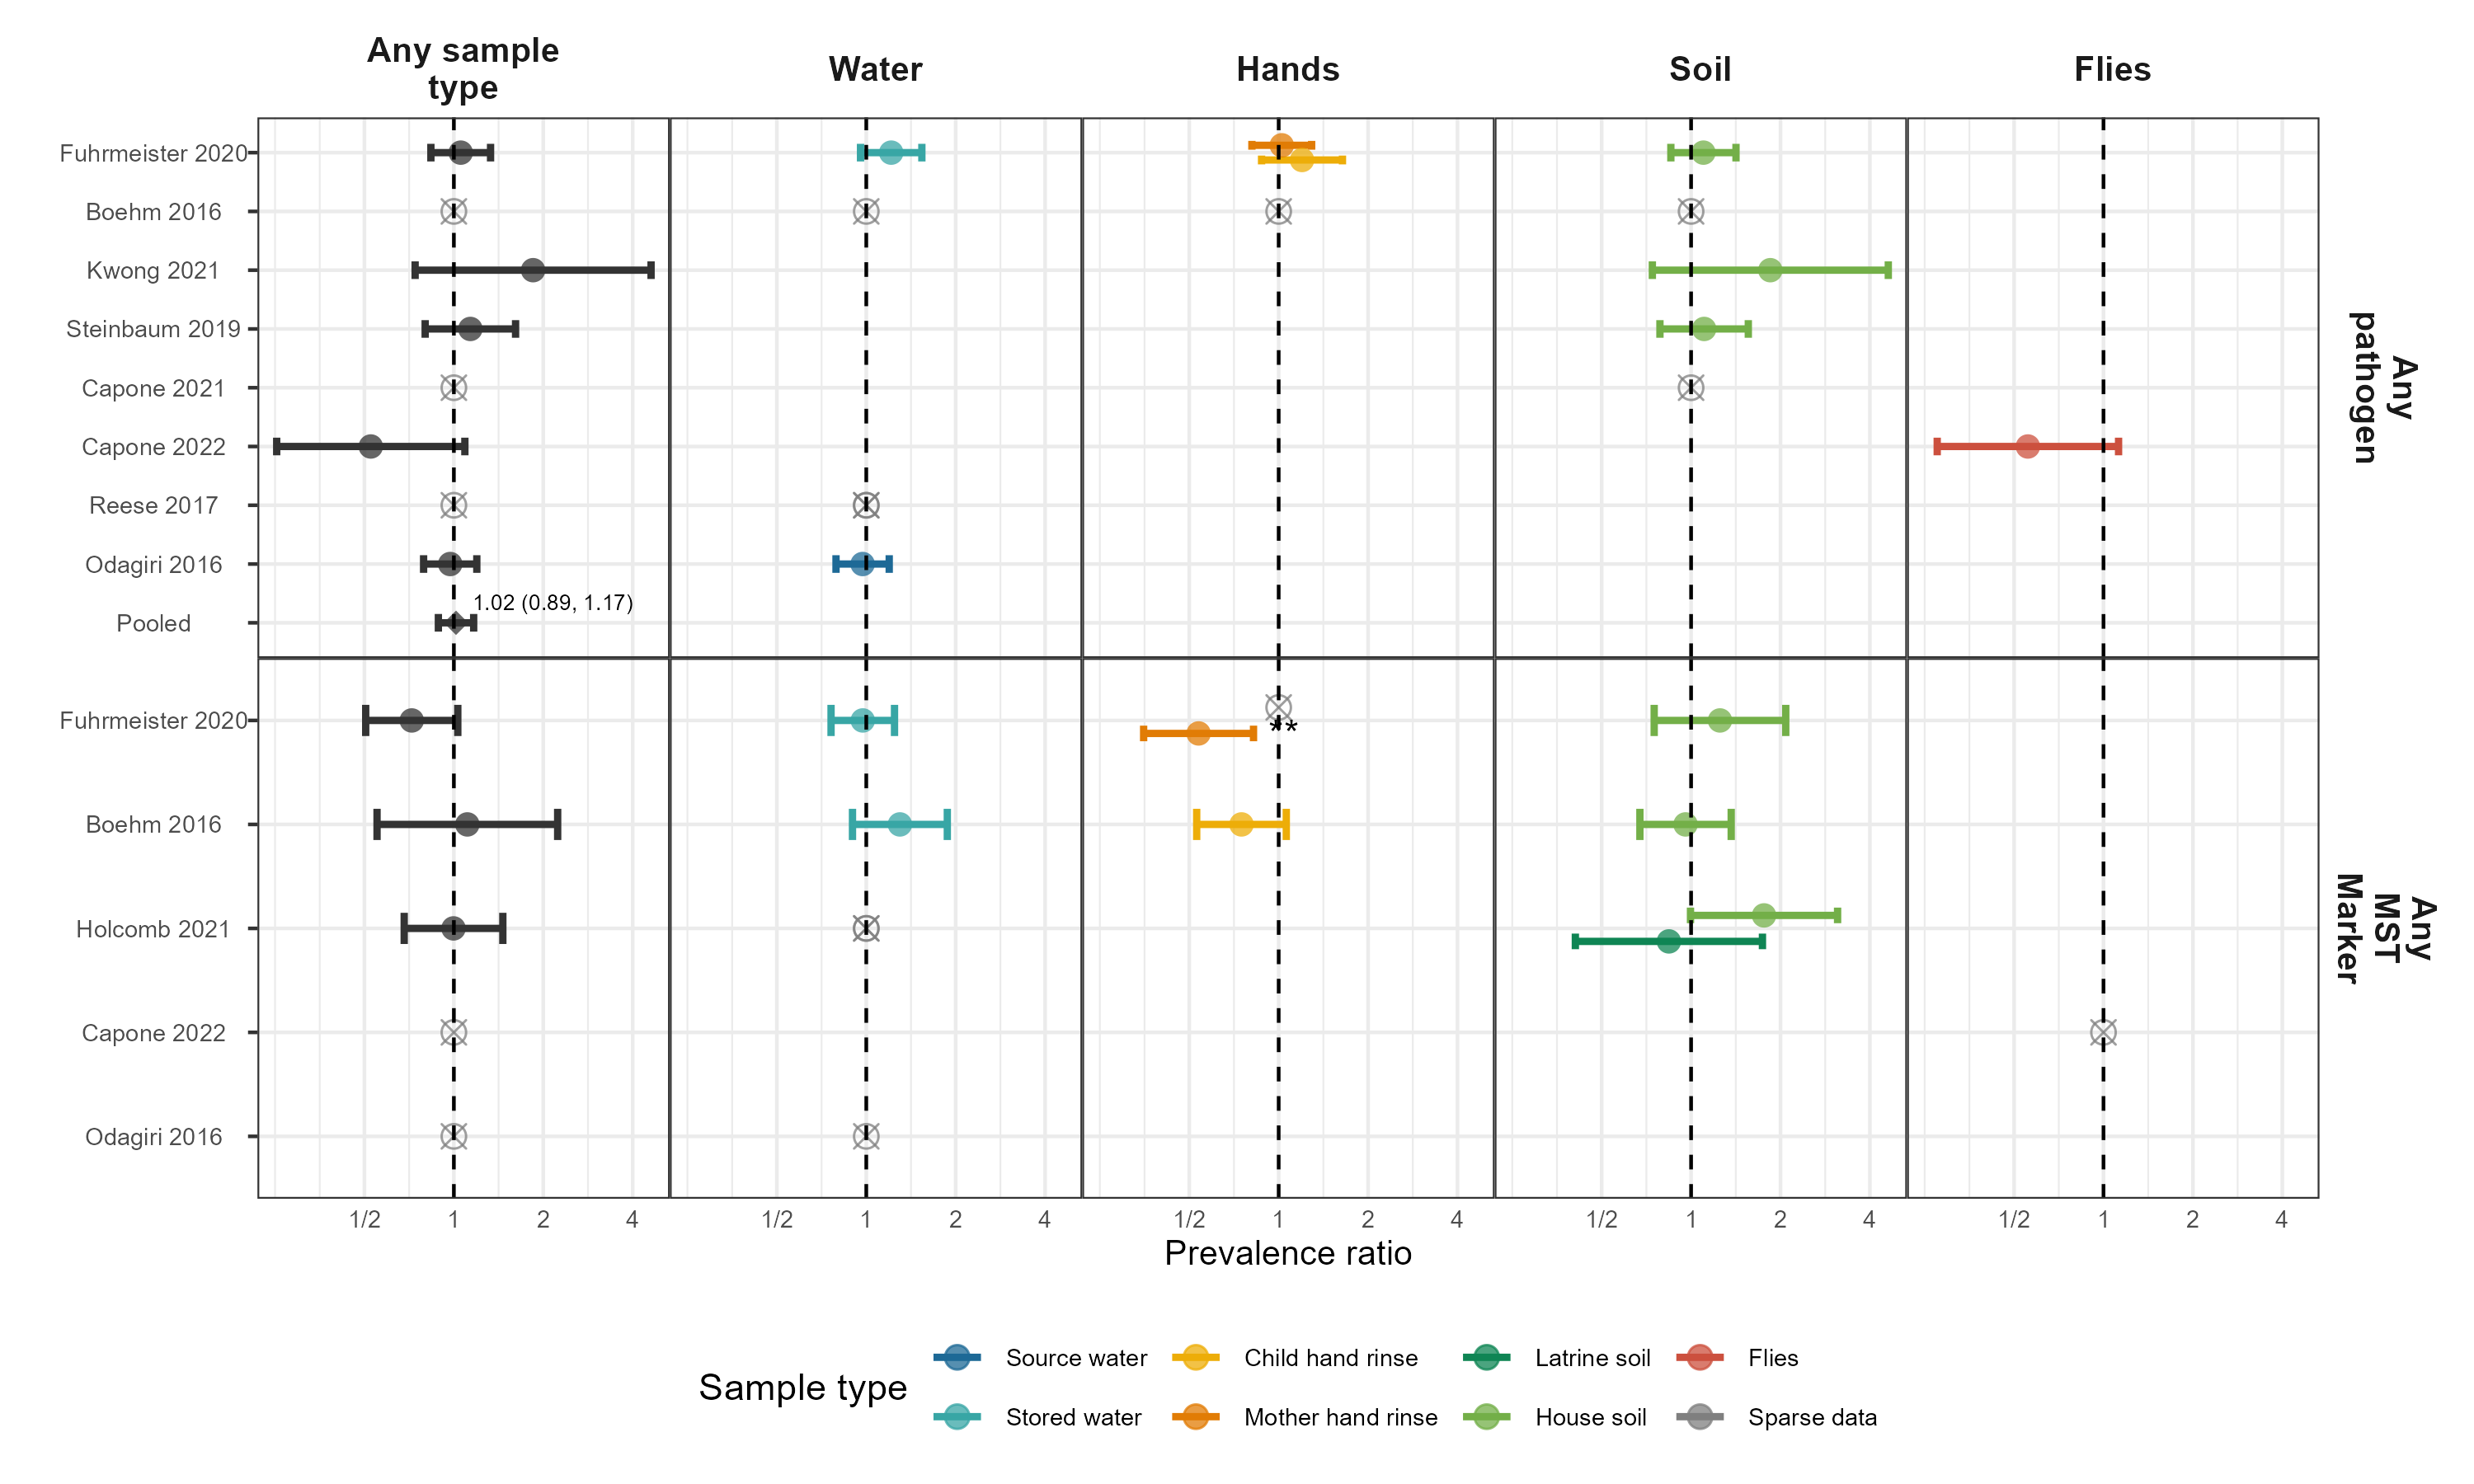 Any sample
type
Water
Hands
Soil
Flies
Fuhrmeister 2020
Boehm 2016
Kwong 2021
Steinbaum 2019
Capone 2021
Capone 2022
Reese 2017
Odagiri 2016
1.02 (0.89, 1.17)
Pooled
Any
pathogen
Fuhrmeister 2020
**
Boehm 2016
Holcomb 2021
Capone 2022
Odagiri 2016
Any
MST
Marker
1/2 1 2 4
1/2 1 2 4
1/2 1 2 4
1/2 1 2 4
1/2 1 2 4
Prevalence ratio
Sample type
Source water
Child hand rinse
Latrine soil
Flies
Stored water
Mother hand rinse
House soil
Sparse data